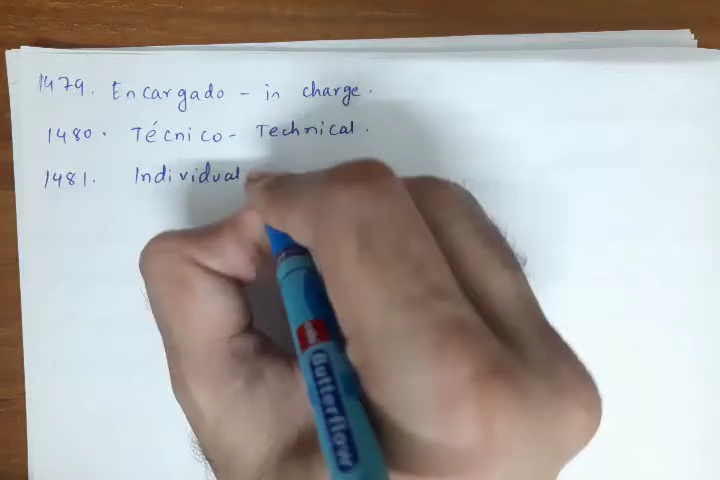 1479. Encargado - in charge.
1480. Técnico - Technical.
1481. Individual
Butterflow